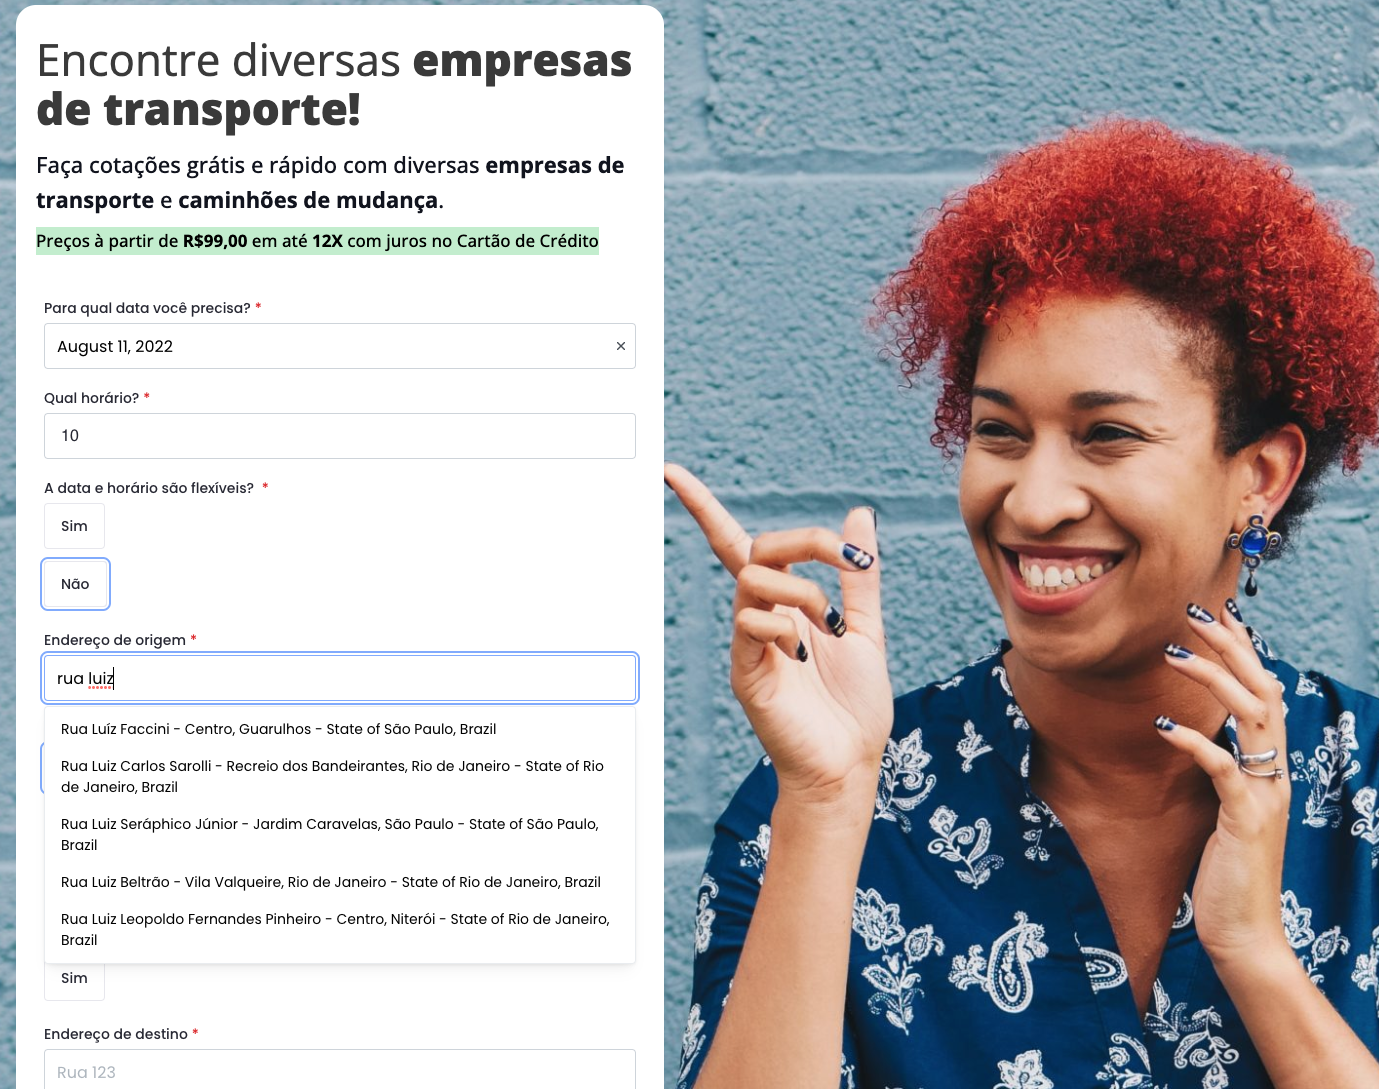 Encontre diversas empresas
de transporte!
Faça cotações grátis e rápido com diversas empresas de
transporte e caminhões de mudança.
Preços à partir de R$99,00 em até 12X com juros no Cartão de Crédito
Para qual data você precisa? *
August 11, 2022 ×
Qual horário? *
10
A data e horário são flexíveis? *
Sim
Não
Endereço de origem *
rua luiz
Rua Luíz Faccini - Centro, Guarulhos - State of São Paulo, Brazil
Rua Luiz Carlos Sarolli - Recreio dos Bandeirantes, Rio de Janeiro - State of Rio
de Janeiro, Brazil
Rua Luiz Seráphico Júnior - Jardim Caravelas, São Paulo - State of São Paulo,
Brazil
Rua Luiz Beltrão - Vila Valqueire, Rio de Janeiro - State of Rio de Janeiro, Brazil
Rua Luiz Leopoldo Fernandes Pinheiro - Centro, Niterói - State of Rio de Janeiro,
Brazil
Sim
Endereço de destino *
Rua 123